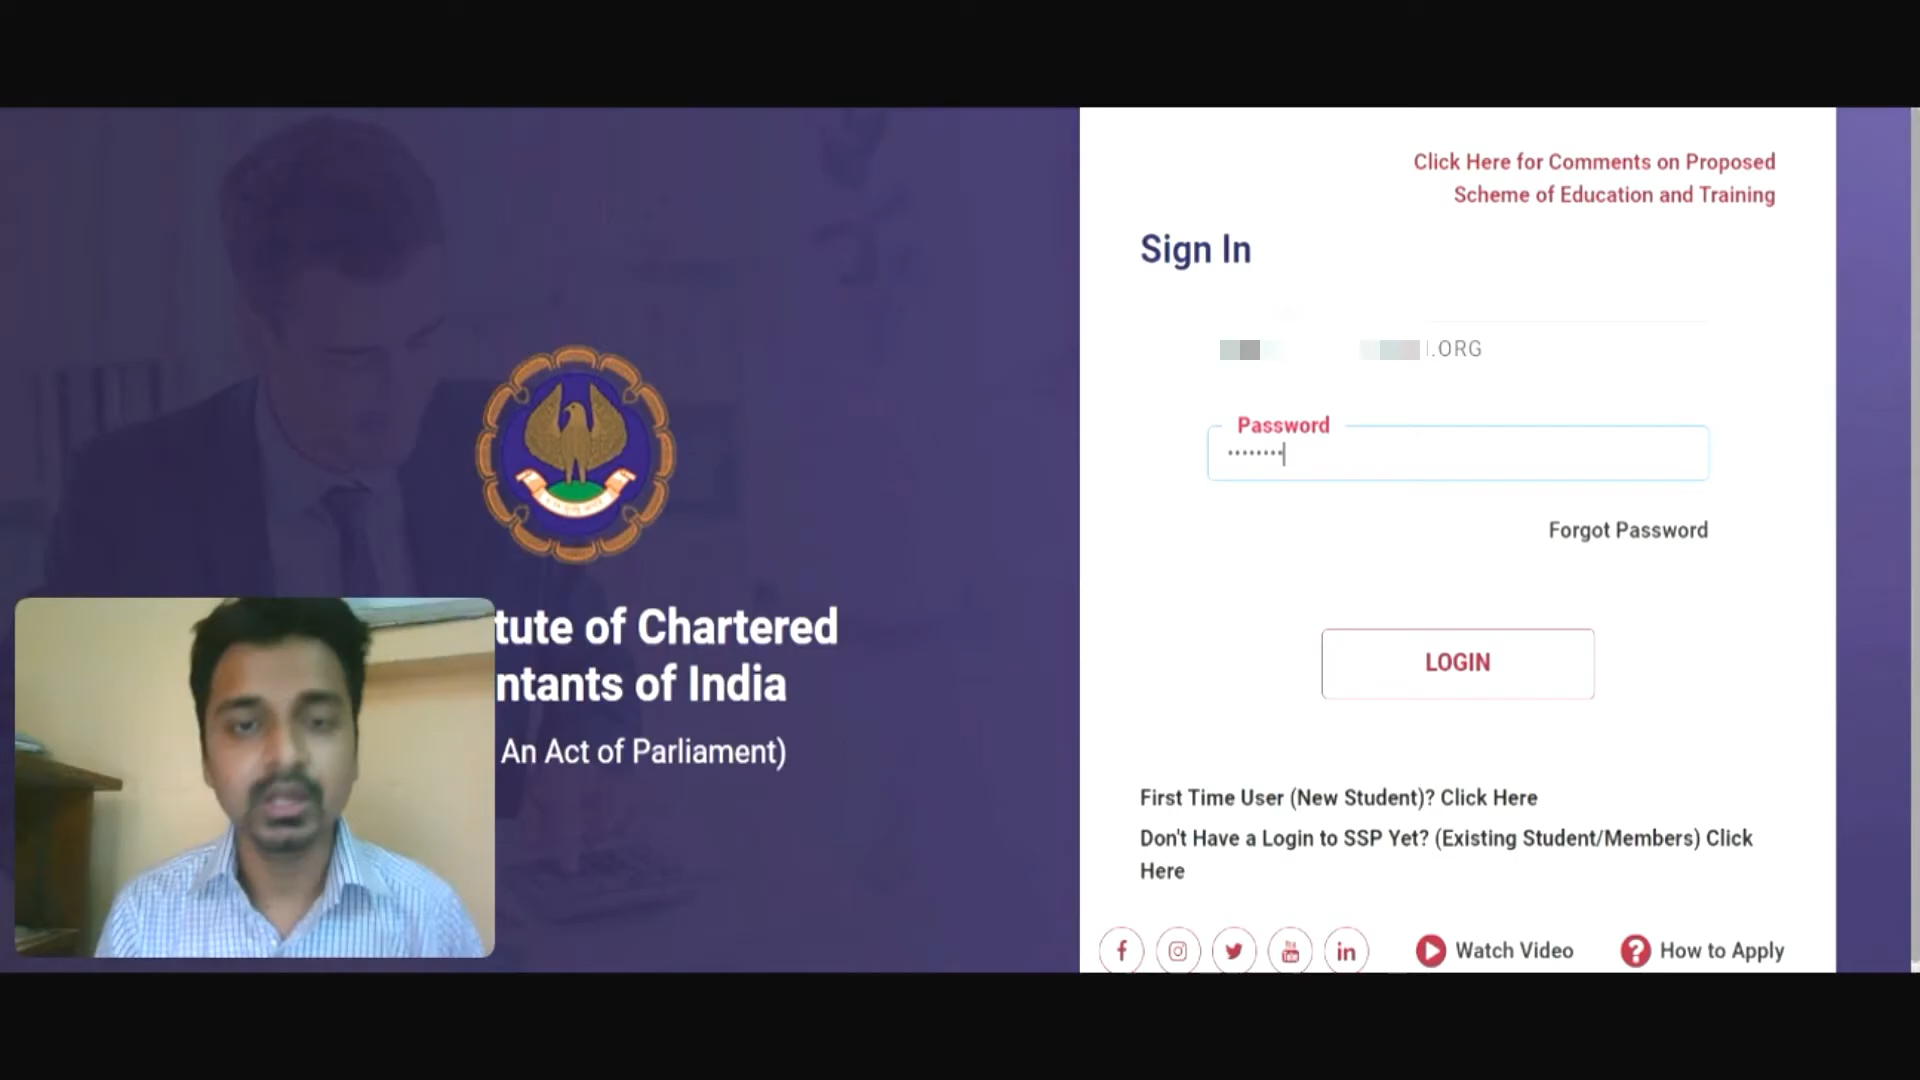 tute of Chartered
ntants of India
An Act of Parliament)
Click Here for Comments on Proposed
Scheme of Education and Training
Sign In
.ORG
Password
Forgot Password
LOGIN
First Time User (New Student)? Click Here
Don't Have a Login to SSP Yet? (Existing Student/Members) Click
Here
Watch Video
How to Apply